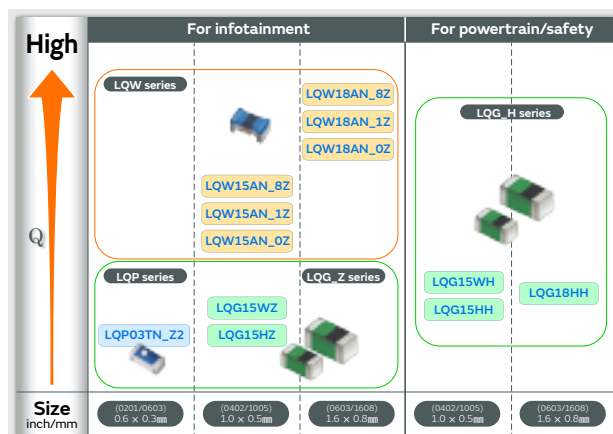 For infotainment
For powertrain/safety
High
LQW series
LQW18AN_8Z
LQW18AN_1Z
LQW18AN_0Z
LQG_H series
LQW15AN_8Z
LQW15AN_1Z
LQW15AN_0Z
Q
LQP series
LQG_Z series
LQG15WZ
LQG15HZ
LQP03TN_Z2
LQG15WH
LQG15HH
LQG18HH
Size
inch/mm
(0201/0603)
0.6 × 0.3㎜
(0402/1005)
1.0 × 0.5㎜
(0603/1608)
1.6 × 0.8㎜
(0402/1005)
1.0 × 0.5㎜
(0603/1608)
1.6 × 0.8㎜